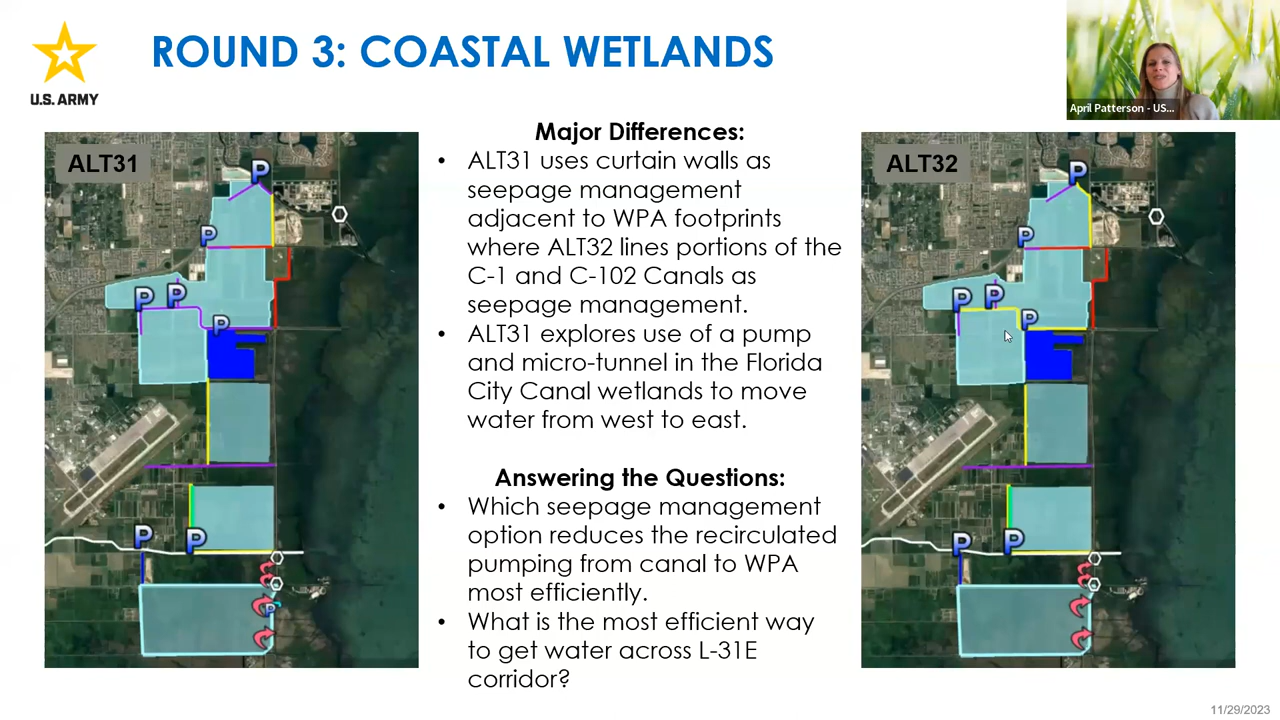 ROUND 3: COASTAL WETLANDS
U.S. ARMY
April Patterson - US...
ALT31
P
P
P
P
P
P
P
P
Major Differences:
• ALT31 uses curtain walls as
seepage management
adjacent to WPA footprints
where ALT32 lines portions of the
C-1 and C-102 Canals as
seepage management.
• ALT31 explores use of a pump
and micro-tunnel in the Florida
City Canal wetlands to move
water from west to east.
Answering the Questions:
• Which seepage management
option reduces the recirculated
pumping from canal to WPA
most efficiently.
• What is the most efficient way
to get water across L-31E
corridor?
ALT32
P
P
P
P
P
P
P
11/29/2023